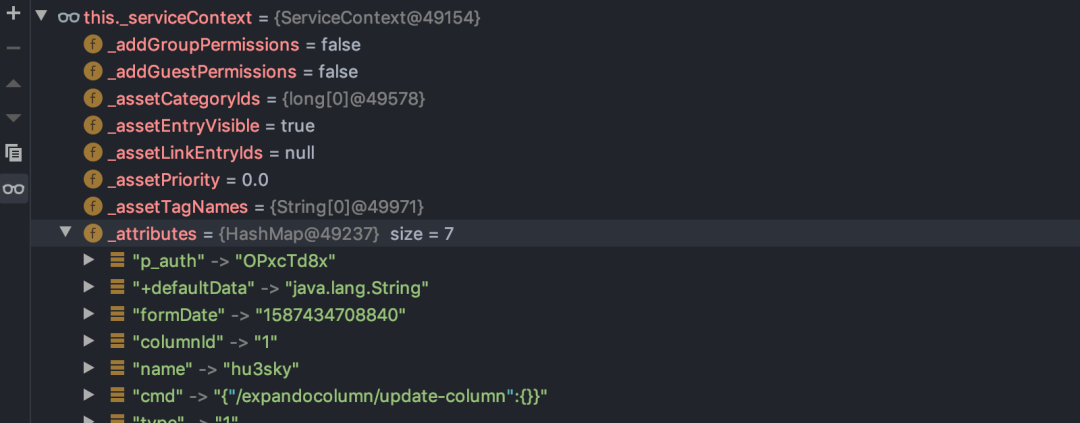 this._serviceContext = {ServiceContext@49154}
f _addGroupPermissions = false
f _addGuestPermissions = false
f _assetCategoryIds = {long[0]@49578}
f _assetEntryVisible = true
f _assetLinkEntryIds = null
f _assetPriority = 0.0
f _assetTagNames = {String[0]@49971}
f _attributes = {HashMap@49237} size = 7
"p_auth" -> "OPxcTd8x"
"+defaultData" -> "java.lang.String"
"formDate" -> "1587434708840"
"columnId" -> "1"
"name" -> "hu3sky"
"cmd" -> "{"/expandocolumn/update-column":{}}"
"type" -> "1"